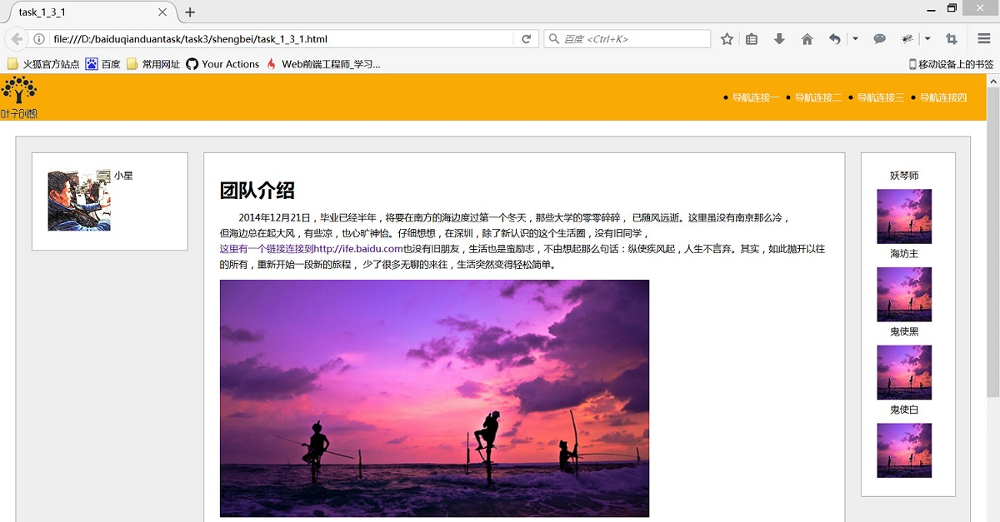 task_1_3_1
file:///D:/baiduqianduantask/task3/shengbei/task_1_3_1.html
百度 <Ctrl+K>
火狐官方站点 百度 常用网址 Your Actions Web前端工程师_学习...
移动设备上的书签
叶子创想
导航连接一 导航连接二 导航连接三 导航连接四
小星
团队介绍
2014年12月21日，毕业已经半年，将要在南方的海边度过第一个冬天，那些大学的零零碎碎， 已随风远逝。这里虽没有南京那么冷，
但海边总在起大风，有些凉，也心旷神怡。仔细想想，在深圳，除了新认识的这个生活圈，没有旧同学，
这里有一个链接连接到http://ife.baidu.com也没有旧朋友，生活也是蛮励志，不由想起那么句话：纵使疾风起，人生不言弃。其实，如此抛开以往
的所有，重新开始一段新的旅程， 少了很多无聊的来往，生活突然变得轻松简单。
妖琴师
海坊主
鬼使黑
鬼使白